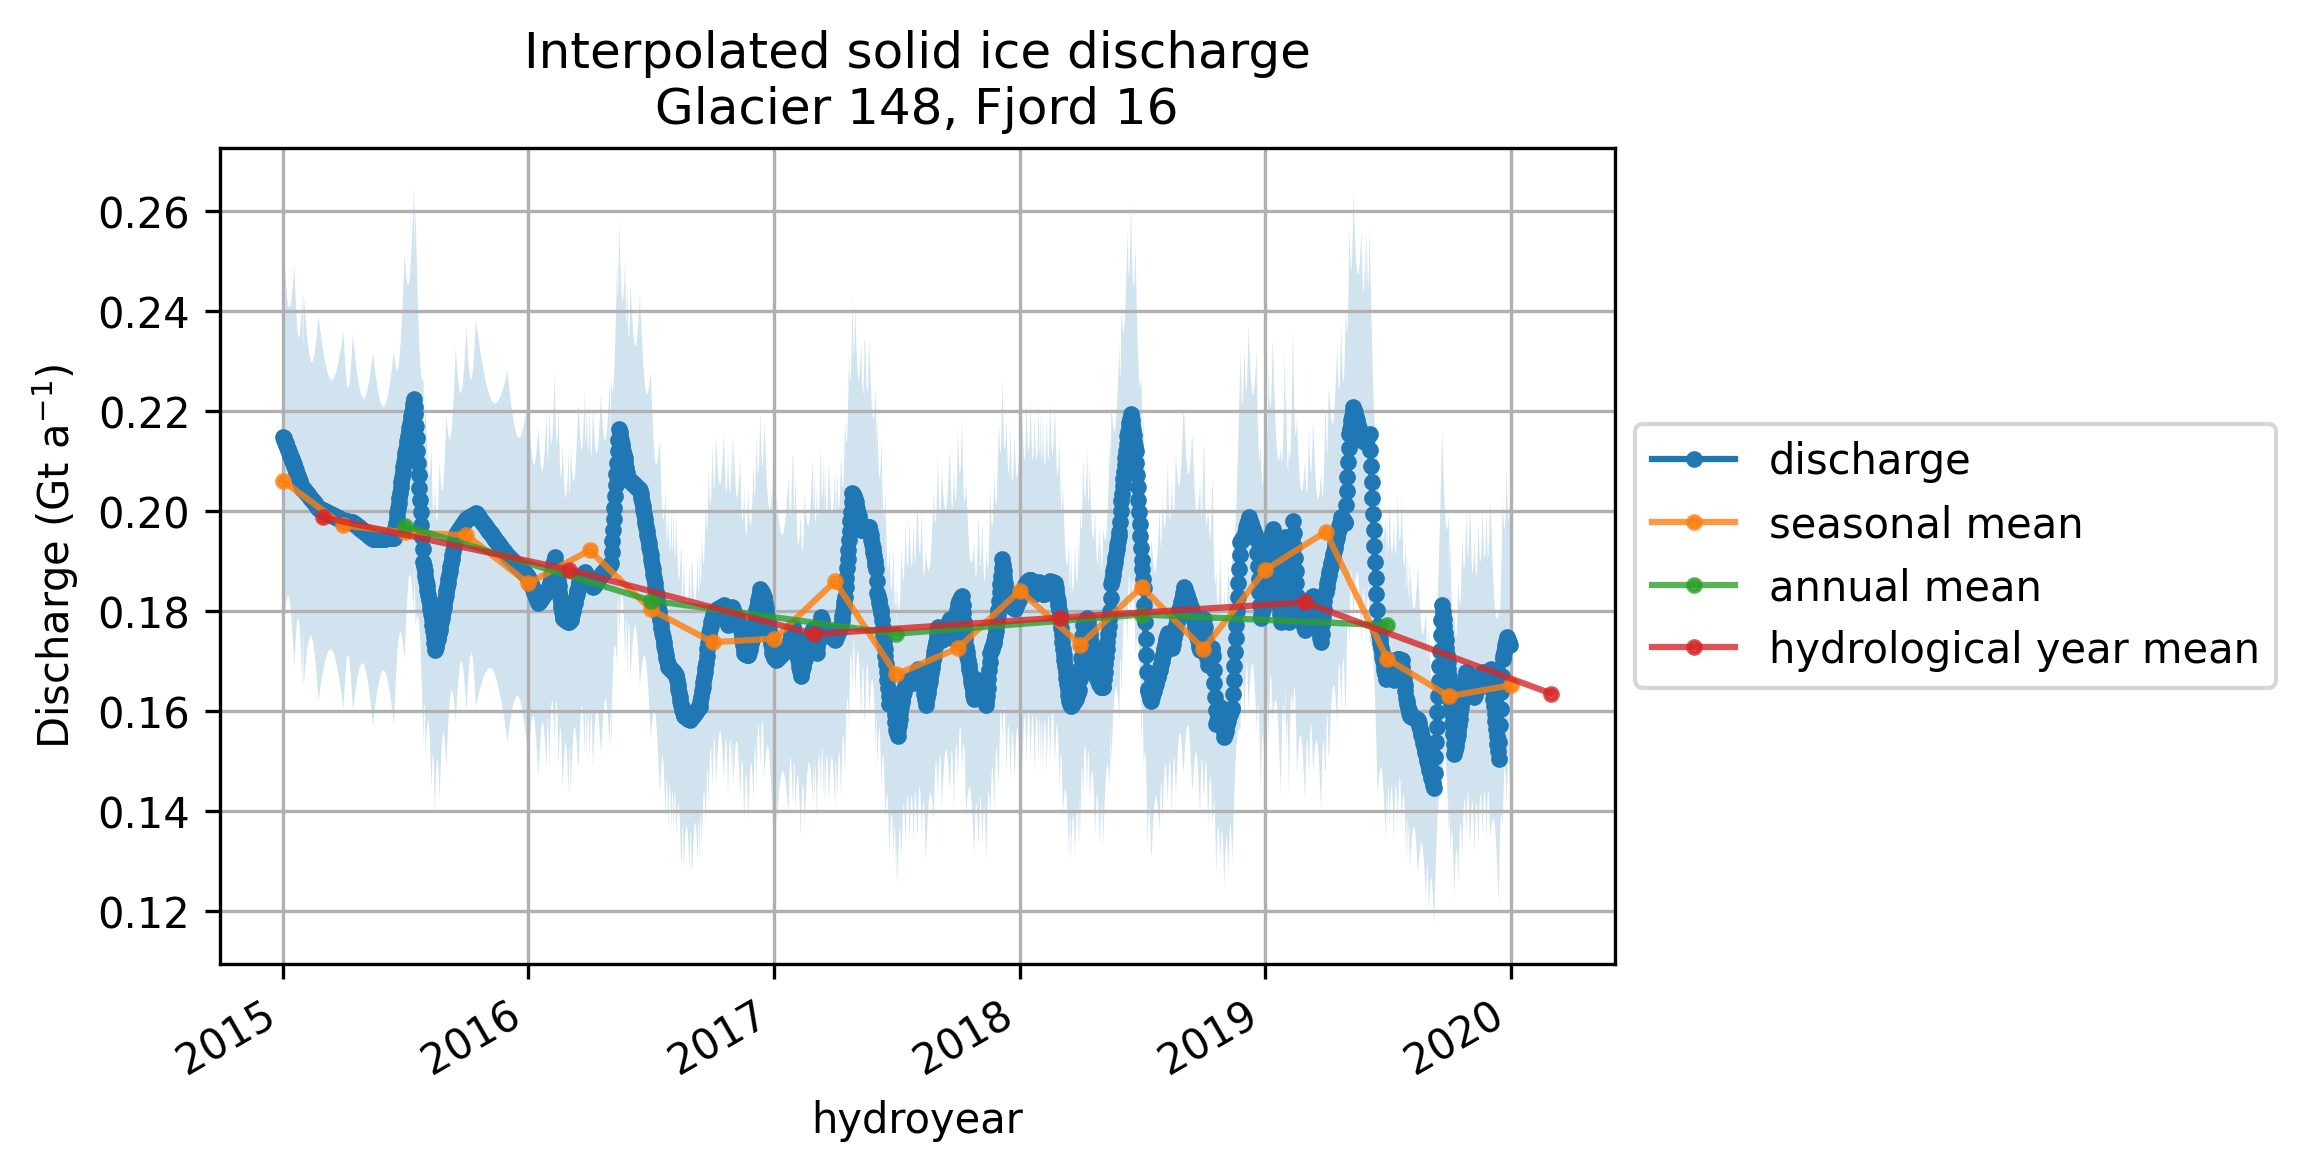 Interpolated solid ice discharge
Glacier 148, Fjord 16
Discharge (Gt a⁻¹)
0.26
0.24
0.22
0.20
0.18
0.16
0.14
0.12
2015
2016
2017
2018
2019
2020
hydroyear
discharge
seasonal mean
annual mean
hydrological year mean